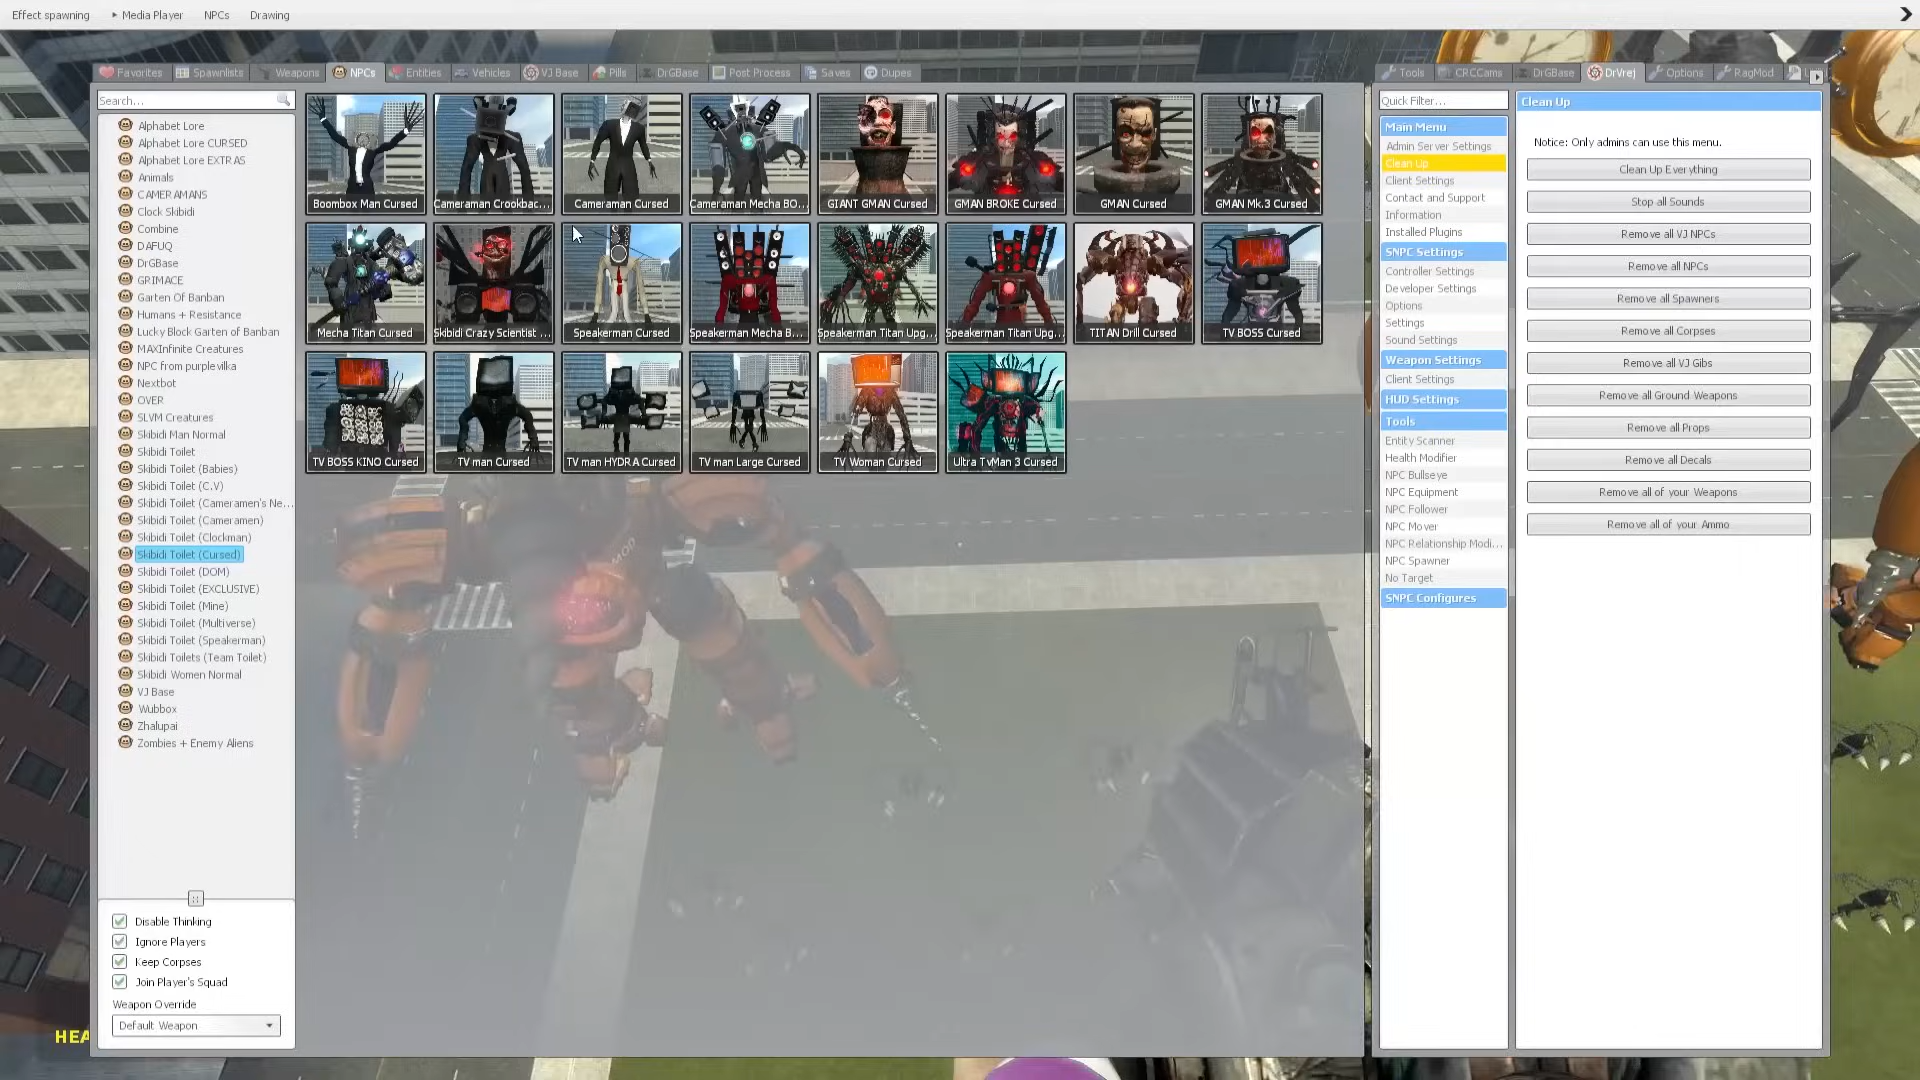 Effect spawning
Media Player
NPCs
Drawing
Favorites
Spawnlists
Weapons
NPCs
Entities
Vehicles
VJ Base
Pills
DrGBase
Post Process
Saves
Dupes
Search...
Alphabet Lore
Alphabet Lore CURSED
Alphabet Lore EXTRAS
Animals
CAMERAMANS
Clock Skibidi
Combine
DAFUQ
DrGBase
GRIMACE
Garten Of Banban
Humans + Resistance
Lucky Block Garten of Banban
MAXInfinite Creatures
NPC from purplevilka
Nextbot
OVER
SLVM Creatures
Skibidi Man Normal
Skibidi Toilet
Skibidi Toilet (Babies)
Skibidi Toilet (C.V)
Skibidi Toilet (Cameramen's Ne...
Skibidi Toilet (Cameramen)
Skibidi Toilet (Clockman)
Skibidi Toilet (Cursed)
Skibidi Toilet (DOM)
Skibidi Toilet (EXCLUSIVE)
Skibidi Toilet (Mine)
Skibidi Toilet (Multiverse)
Skibidi Toilet (Speakerman)
Skibidi Toilets (Team Toilet)
Skibidi Women Normal
VJ Base
Wubbox
Zhalupai
Zombies + Enemy Aliens
Disable Thinking
Ignore Players
Keep Corpses
Join Player's Squad
Weapon Override
Default Weapon
HEA
Boombox Man Cursed
Cameraman Crookbac...
Cameraman Cursed
Cameraman Mecha BO...
GIANT GMAN Cursed
GMAN BROKE Cursed
GMAN Cursed
GMAN Mk.3 Cursed
Mecha Titan Cursed
Skibidi Crazy Scientist ...
Speakerman Cursed
Speakerman Mecha B...
Speakerman Titan Upg...
Speakerman Titan Upg...
TITAN Drill Cursed
TV BOSS Cursed
TV BOSS KINO Cursed
TV man Cursed
TV man HYDRA Cursed
TV man Large Cursed
TV Woman Cursed
Ultra TvMan 3 Cursed
Tools
CRCCams
DrGBase
DrVrej
Options
RagMod
Quick Filter...
Main Menu
Admin Server Settings
Clean Up
Client Settings
Contact and Support
Information
Installed Plugins
SNPC Settings
Controller Settings
Developer Settings
Options
Settings
Sound Settings
Weapon Settings
Client Settings
HUD Settings
Tools
Entity Scanner
Health Modifier
NPC Bullseye
NPC Equipment
NPC Follower
NPC Mover
NPC Relationship Modi...
NPC Spawner
No Target
SNPC Configures
Clean Up
Notice: Only admins can use this menu.
Clean Up Everything
Stop all Sounds
Remove all VJ NPCs
Remove all NPCs
Remove all Spawners
Remove all Corpses
Remove all VJ Gibs
Remove all Ground Weapons
Remove all Props
Remove all Decals
Remove all of your Weapons
Remove all of your Ammo